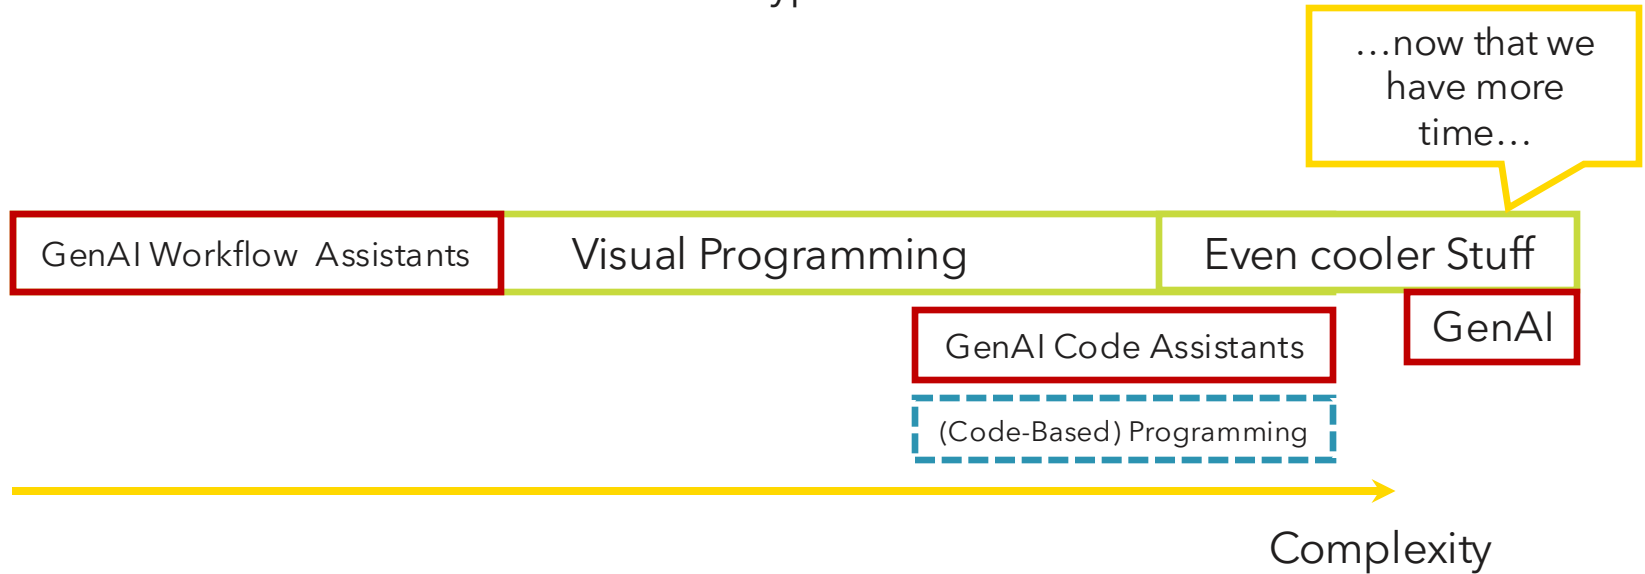 …now that we
have more
time…
GenAI Workflow Assistants
Visual Programming
Even cooler Stuff
GenAI Code Assistants
GenAI
(Code-Based) Programming
Complexity